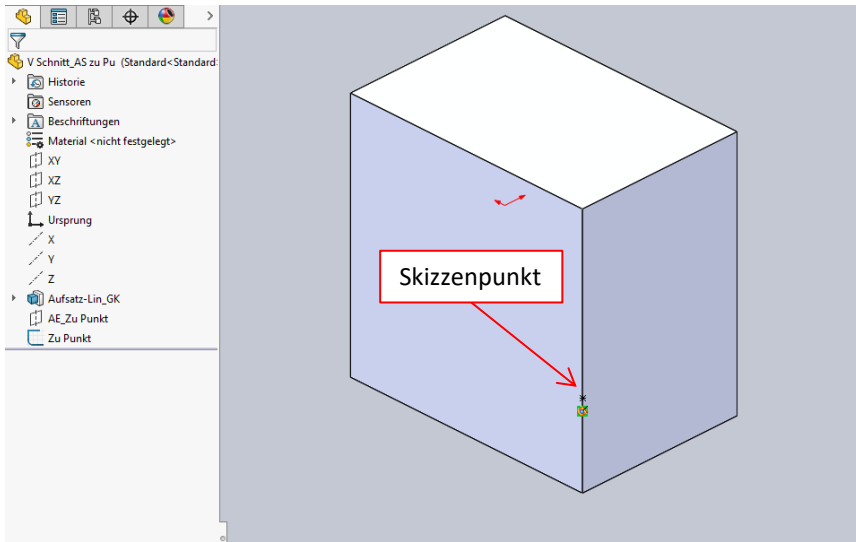 V Schnitt_AS zu Pu (Standard<Standard
Historie
Sensoren
Beschriftungen
Material <nicht festgelegt>
XY
XZ
YZ
Ursprung
X
Y
Z
Aufsatz-Lin_GK
AE_Zu Punkt
Zu Punkt
Skizzenpunkt